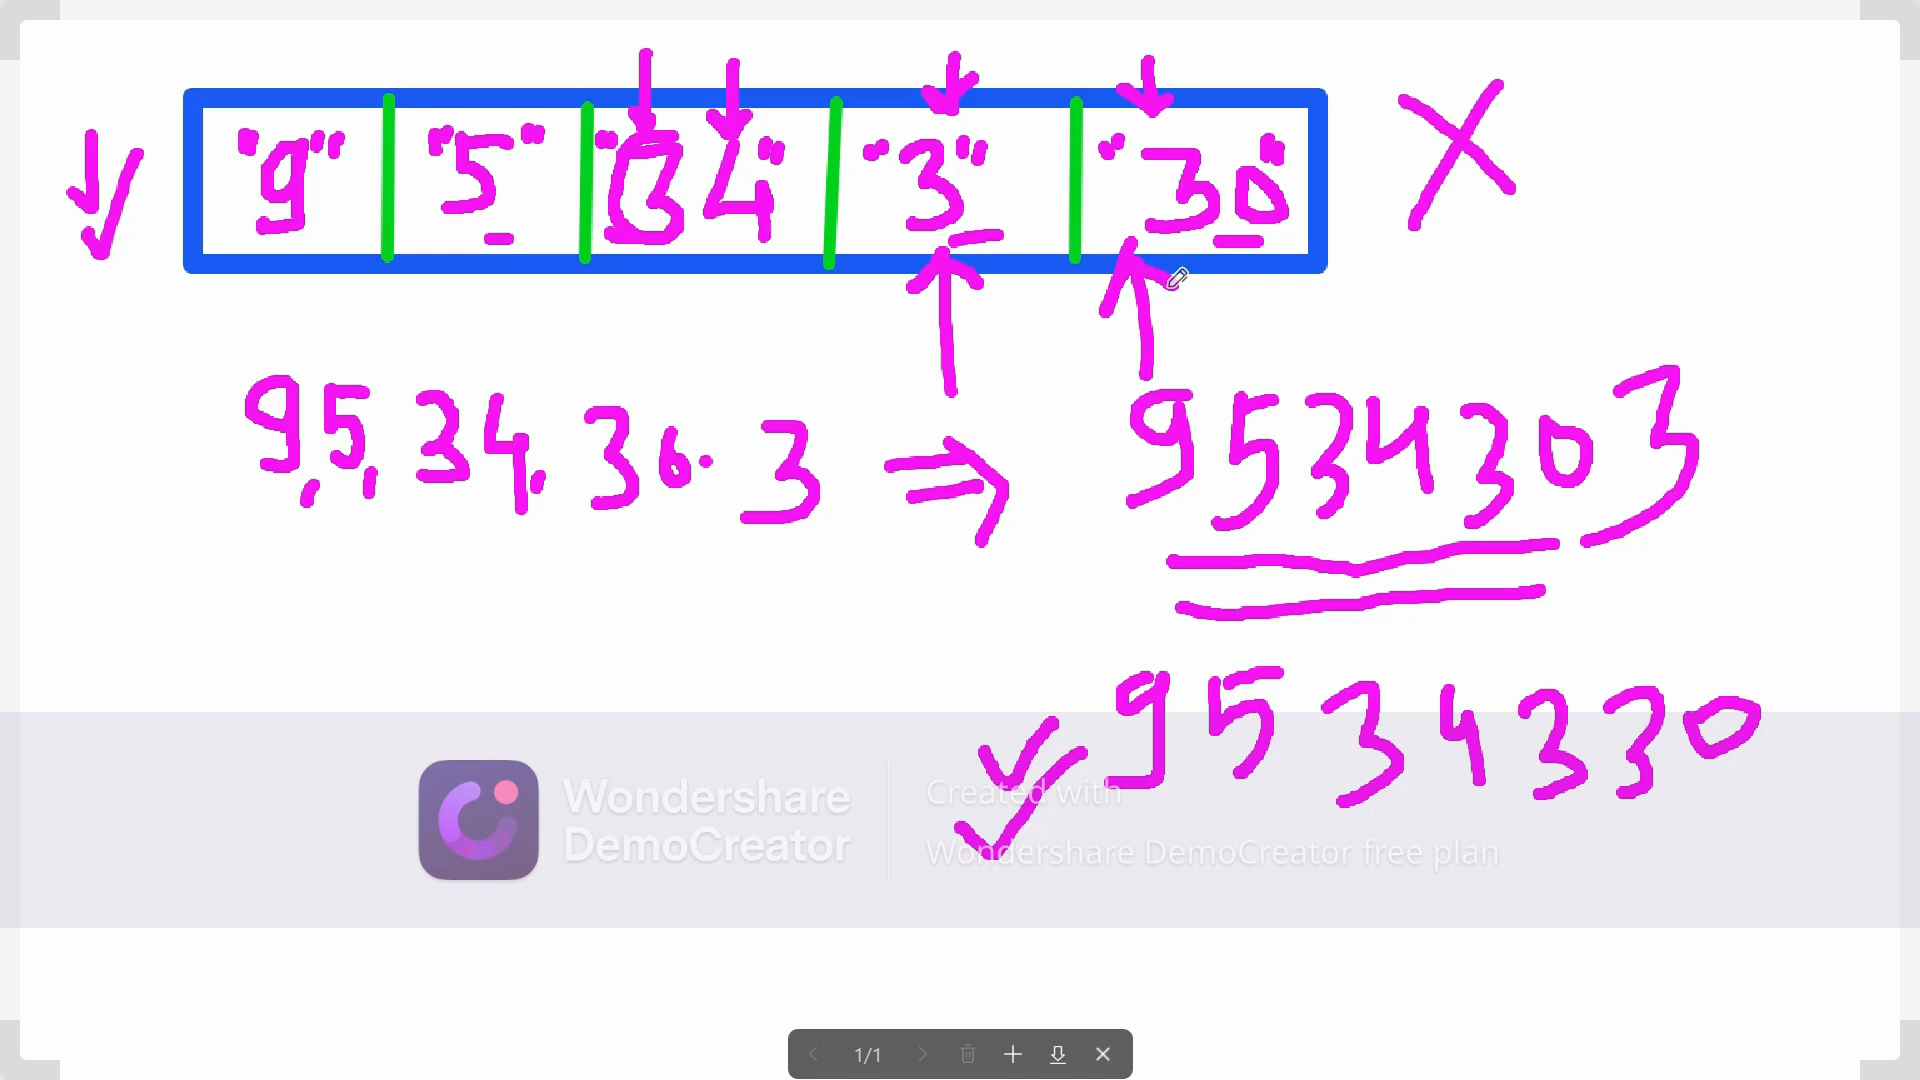 "9" "5" "34" "3" "30"
9, 5, 34, 30. 3 ⇒ 9534303
9534330
Wondershare
DemoCreator
Created with
Wondershare DemoCreator free plan
1/1